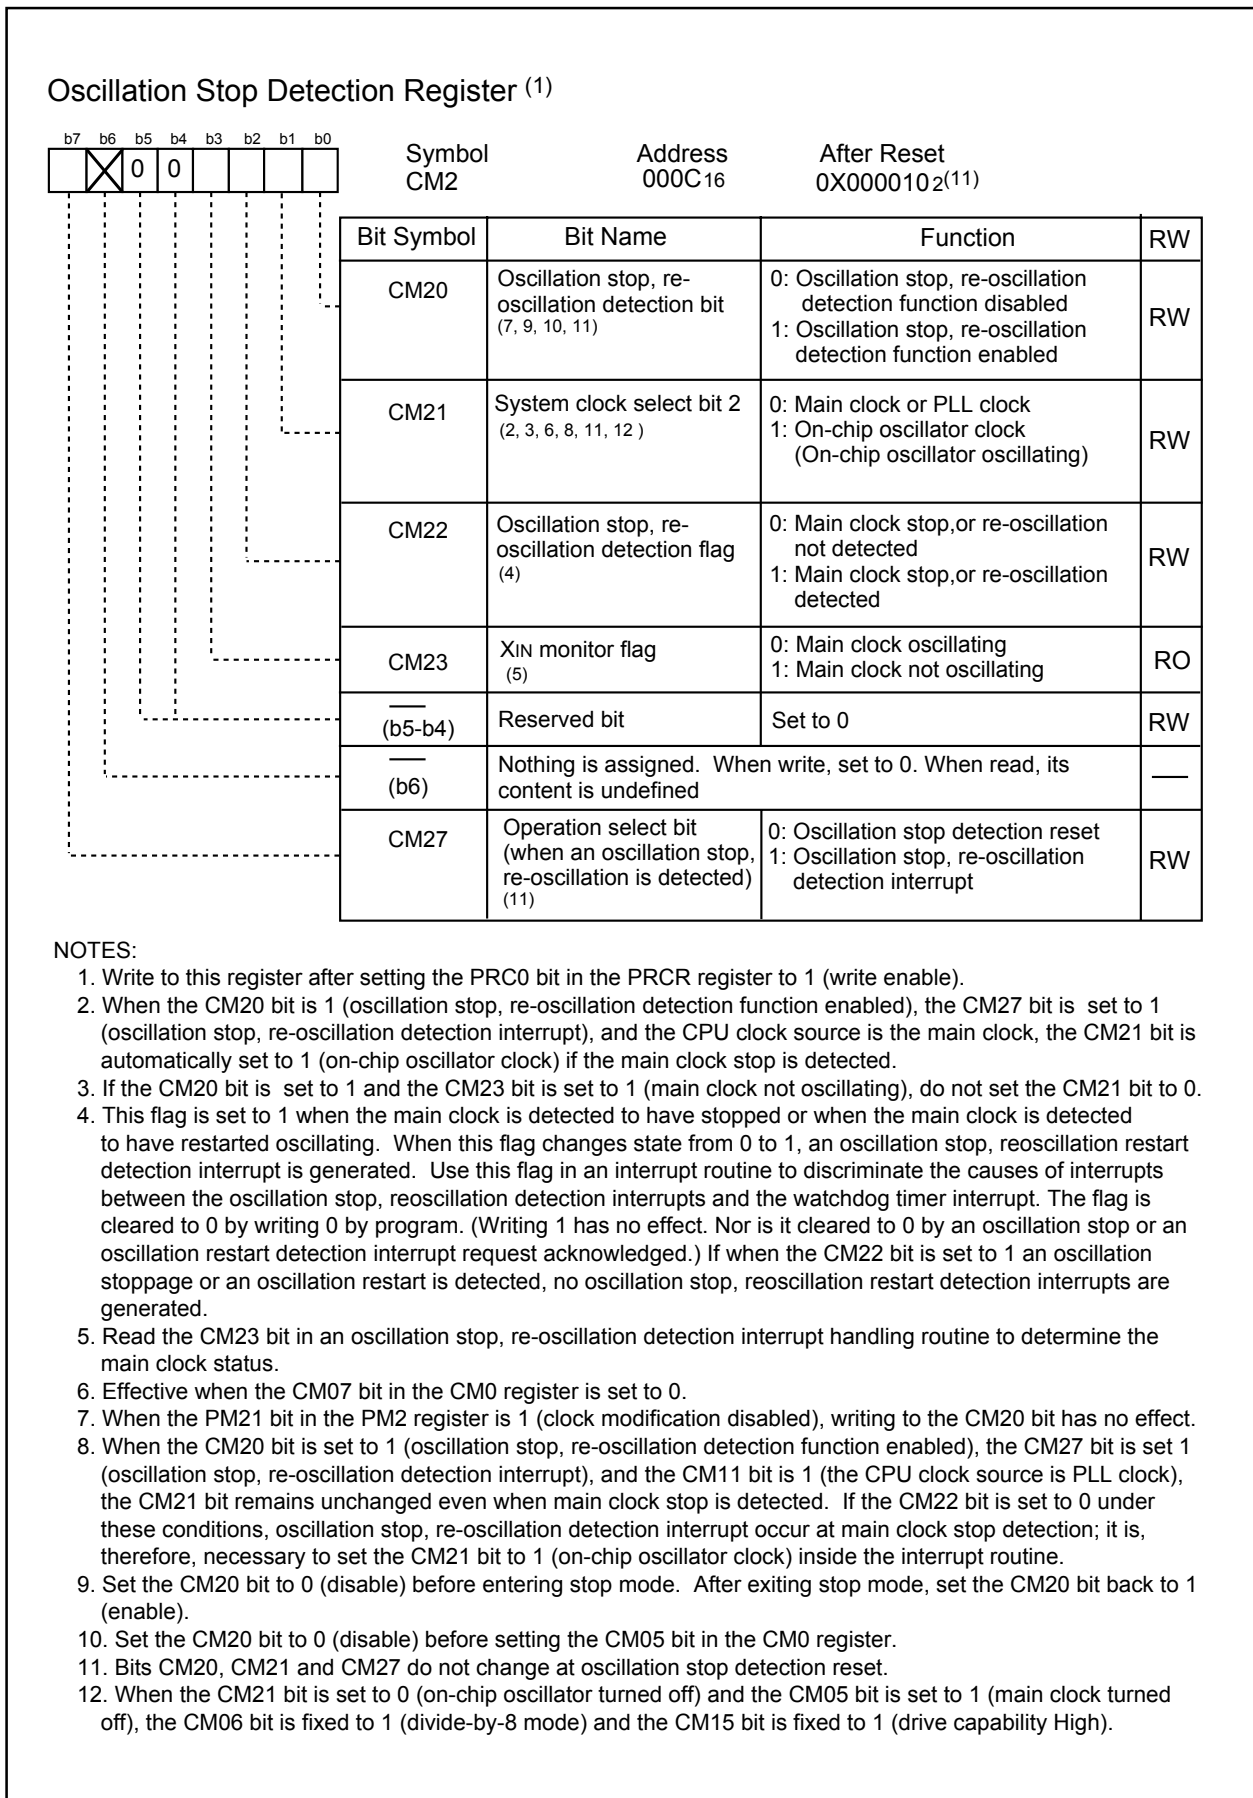 Oscillation Stop Detection Register (1)
b7 b6 b5 b4 b3 b2 b1 b0
0 0
Symbol Address After Reset
CM2 000C16 0X0000102(11)
Bit Symbol Bit Name Function RW
CM20
Oscillation stop, re-
oscillation detection bit
(7, 9, 10, 11)
0: Oscillation stop, re-oscillation
detection function disabled
1: Oscillation stop, re-oscillation
detection function enabled
RW
CM21
System clock select bit 2
(2, 3, 6, 8, 11, 12 )
0: Main clock or PLL clock
1: On-chip oscillator clock
(On-chip oscillator oscillating)
RW
CM22
Oscillation stop, re-
oscillation detection flag
(4)
0: Main clock stop,or re-oscillation
not detected
1: Main clock stop,or re-oscillation
detected
RW
CM23
XIN monitor flag
(5)
0: Main clock oscillating
1: Main clock not oscillating
RO
(b5-b4)
Reserved bit
Set to 0
RW
(b6)
Nothing is assigned. When write, set to 0. When read, its
content is undefined
CM27
Operation select bit
(when an oscillation stop,
re-oscillation is detected)
(11)
0: Oscillation stop detection reset
1: Oscillation stop, re-oscillation
detection interrupt
RW
NOTES:
1. Write to this register after setting the PRC0 bit in the PRCR register to 1 (write enable).
2. When the CM20 bit is 1 (oscillation stop, re-oscillation detection function enabled), the CM27 bit is set to 1
(oscillation stop, re-oscillation detection interrupt), and the CPU clock source is the main clock, the CM21 bit is
automatically set to 1 (on-chip oscillator clock) if the main clock stop is detected.
3. If the CM20 bit is set to 1 and the CM23 bit is set to 1 (main clock not oscillating), do not set the CM21 bit to 0.
4. This flag is set to 1 when the main clock is detected to have stopped or when the main clock is detected
to have restarted oscillating. When this flag changes state from 0 to 1, an oscillation stop, reoscillation restart
detection interrupt is generated. Use this flag in an interrupt routine to discriminate the causes of interrupts
between the oscillation stop, reoscillation detection interrupts and the watchdog timer interrupt. The flag is
cleared to 0 by writing 0 by program. (Writing 1 has no effect. Nor is it cleared to 0 by an oscillation stop or an
oscillation restart detection interrupt request acknowledged.) If when the CM22 bit is set to 1 an oscillation
stoppage or an oscillation restart is detected, no oscillation stop, reoscillation restart detection interrupts are
generated.
5. Read the CM23 bit in an oscillation stop, re-oscillation detection interrupt handling routine to determine the
main clock status.
6. Effective when the CM07 bit in the CM0 register is set to 0.
7. When the PM21 bit in the PM2 register is 1 (clock modification disabled), writing to the CM20 bit has no effect.
8. When the CM20 bit is set to 1 (oscillation stop, re-oscillation detection function enabled), the CM27 bit is set 1
(oscillation stop, re-oscillation detection interrupt), and the CM11 bit is 1 (the CPU clock source is PLL clock),
the CM21 bit remains unchanged even when main clock stop is detected. If the CM22 bit is set to 0 under
these conditions, oscillation stop, re-oscillation detection interrupt occur at main clock stop detection; it is,
therefore, necessary to set the CM21 bit to 1 (on-chip oscillator clock) inside the interrupt routine.
9. Set the CM20 bit to 0 (disable) before entering stop mode. After exiting stop mode, set the CM20 bit back to 1
(enable).
10. Set the CM20 bit to 0 (disable) before setting the CM05 bit in the CM0 register.
11. Bits CM20, CM21 and CM27 do not change at oscillation stop detection reset.
12. When the CM21 bit is set to 0 (on-chip oscillator turned off) and the CM05 bit is set to 1 (main clock turned
off), the CM06 bit is fixed to 1 (divide-by-8 mode) and the CM15 bit is fixed to 1 (drive capability High).